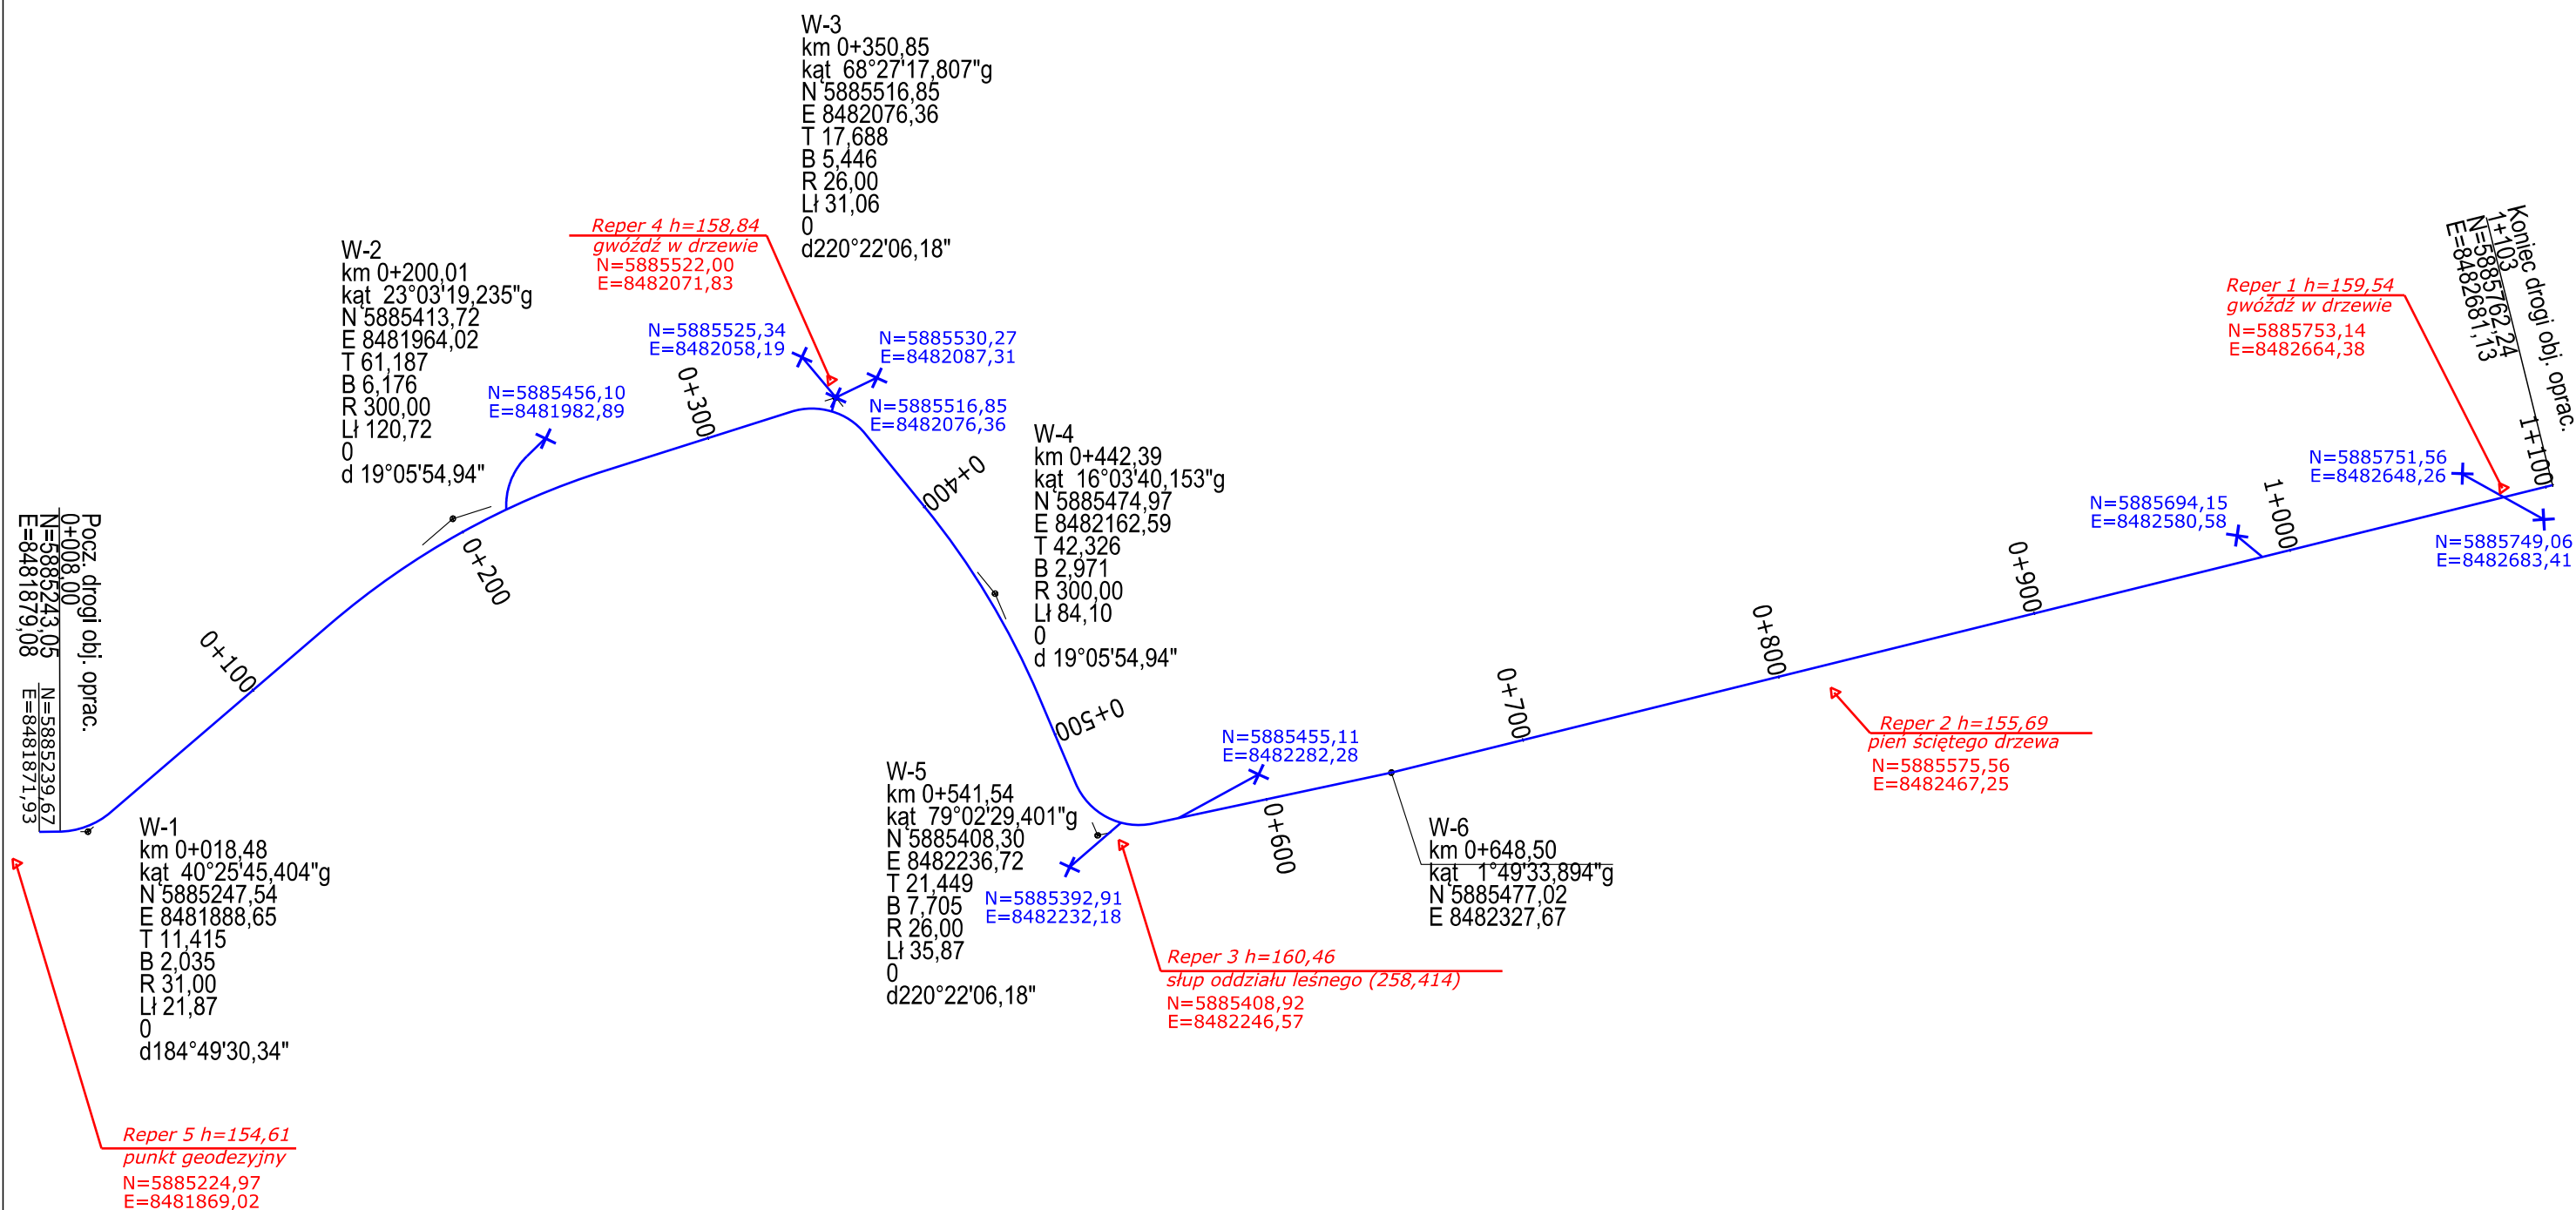 W-3
km 0+350,85
kąt 68°27'17,807"g
N 5885516,85
E 8482076,36
T 17,688
B 5,446
R 26,00
Lł 31,06
0
d220°22'06,18"
Reper 4 h=158,84
gwóźdź w drzewie
N=5885522,00
E=8482071,83
W-2
km 0+200,01
kąt 23°03'19,235"g
N 5885413,72
E 8481964,02
T 61,187
B 6,176
R 300,00
Lł 120,72
0
d 19°05'54,94"
N=5885456,10
E=8481982,89
N=5885525,34
E=8482058,19
N=5885530,27
E=8482087,31
N=5885516,85
E=8482076,36
0+300
0+400
W-4
km 0+442,39
kąt 16°03'40,153"g
N 5885474,97
E 8482162,59
T 42,326
B 2,971
R 300,00
Lł 84,10
0
d 19°05'54,94"
Koniec drogi obj. oprac.
1+103
N=5885762,24
E=8482681,13
Reper 1 h=159,54
gwóźdź w drzewie
N=5885753,14
E=8482664,38
N=5885751,56
E=8482648,26
1+100
N=5885694,15
E=8482580,58
1+000
N=5885749,06
E=8482683,41
0+900
0+800
0+700
Pocz. drogi obj. oprac.
0+008,00
N=5885243,05
E=8481879,08
N=5885239,67
E=8481871,93
0+100
0+200
0+500
N=5885455,11
E=8482282,28
Reper 2 h=155,69
pień ściętego drzewa
N=5885575,56
E=8482467,25
W-5
km 0+541,54
kąt 79°02'29,401"g
N 5885408,30
E 8482236,72
T 21,449
B 7,705
R 26,00
Lł 35,87
0
d220°22'06,18"
N=5885392,91
E=8482232,18
0+600
W-6
km 0+648,50
kąt 1°49'33,894"g
N 5885477,02
E 8482327,67
W-1
km 0+018,48
kąt 40°25'45,404"g
N 5885247,54
E 8481888,65
T 11,415
B 2,035
R 31,00
Lł 21,87
0
d184°49'30,34"
Reper 3 h=160,46
słup oddziału leśnego (258,414)
N=5885408,92
E=8482246,57
Reper 5 h=154,61
punkt geodezyjny
N=5885224,97
E=8481869,02